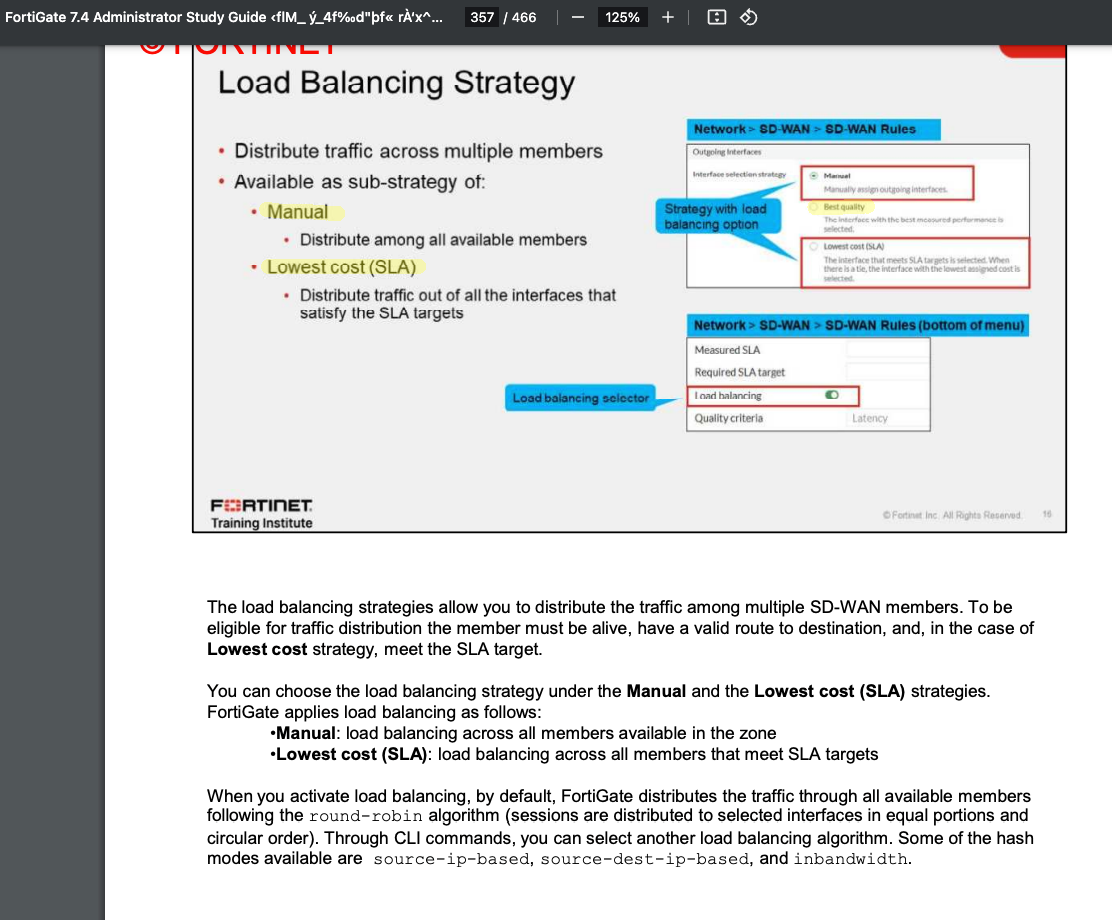 FortiGate 7.4 Administrator Study Guide
357 / 466
125%
© FORTINET
Load Balancing Strategy
• Distribute traffic across multiple members
• Available as sub-strategy of:
• Manual
• Distribute among all available members
• Lowest cost (SLA)
• Distribute traffic out of all the interfaces that
satisfy the SLA targets
Network > SD-WAN > SD-WAN Rules
Outgoing Interfaces
Interface selection strategy
Manual
Manually assign outgoing interfaces.
Best quality
The interface with the best measured performance is
selected.
Lowest cost (SLA)
The interface that meets SLA targets is selected. When
there is a tie, the interface with the lowest assigned cost is
selected.
Strategy with load
balancing option
Network > SD-WAN > SD-WAN Rules (bottom of menu)
Measured SLA
Required SLA target
Load balancing
Quality criteria Latency
Load balancing selector
FORTINET
Training Institute
© Fortinet Inc. All Rights Reserved. 16
The load balancing strategies allow you to distribute the traffic among multiple SD-WAN members. To be
eligible for traffic distribution the member must be alive, have a valid route to destination, and, in the case of
Lowest cost strategy, meet the SLA target.
You can choose the load balancing strategy under the Manual and the Lowest cost (SLA) strategies.
FortiGate applies load balancing as follows:
•Manual: load balancing across all members available in the zone
•Lowest cost (SLA): load balancing across all members that meet SLA targets
When you activate load balancing, by default, FortiGate distributes the traffic through all available members
following the round-robin algorithm (sessions are distributed to selected interfaces in equal portions and
circular order). Through CLI commands, you can select another load balancing algorithm. Some of the hash
modes available are source-ip-based, source-dest-ip-based, and inbandwidth.